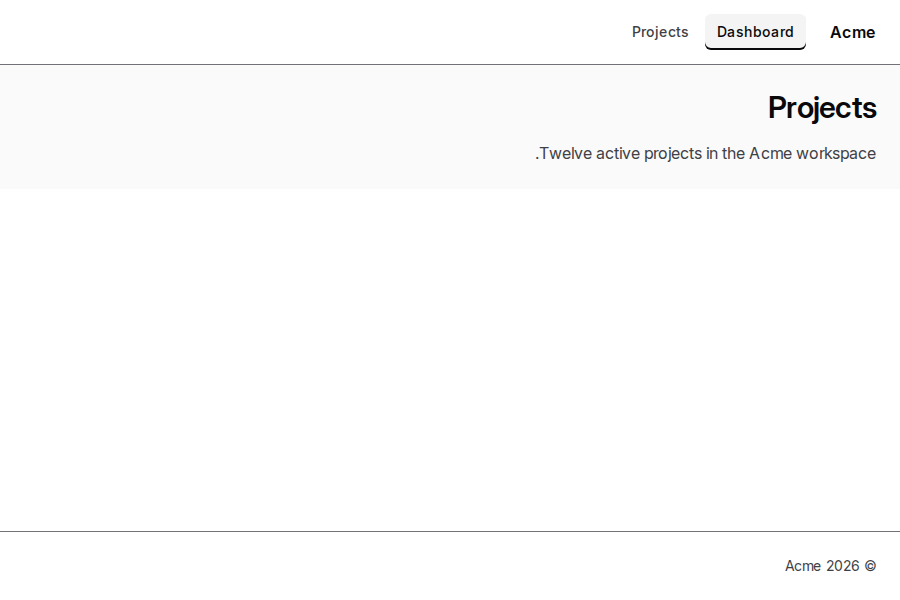 Acme
Dashboard
Projects
Projects
Twelve active projects in the Acme workspace.
© 2026 Acme